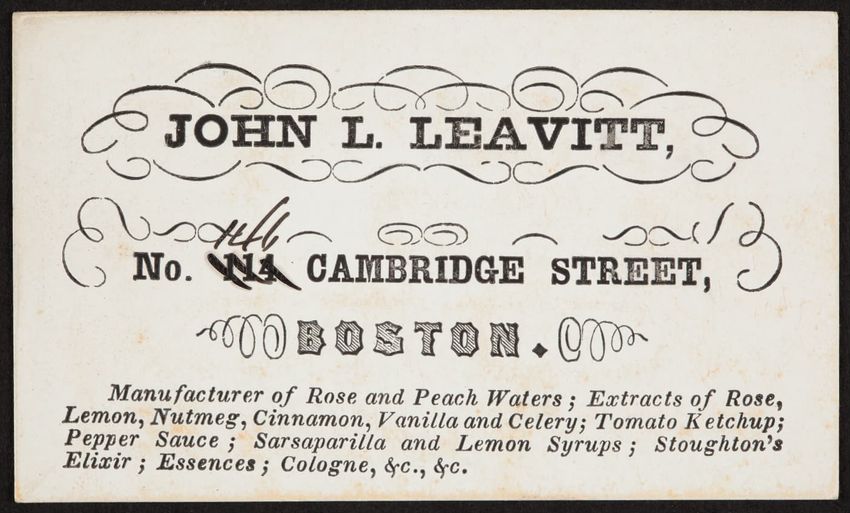 JOHN L. LEAVITT,
No. 114 CAMBRIDGE STREET,
BOSTON.
Manufacturer of Rose and Peach Waters; Extracts of Rose,
Lemon, Nutmeg, Cinnamon, Vanilla and Celery; Tomato Ketchup;
Pepper Sauce; Sarsaparilla and Lemon Syrups; Stoughton's
Elixir; Essences; Cologne, &c., &c.